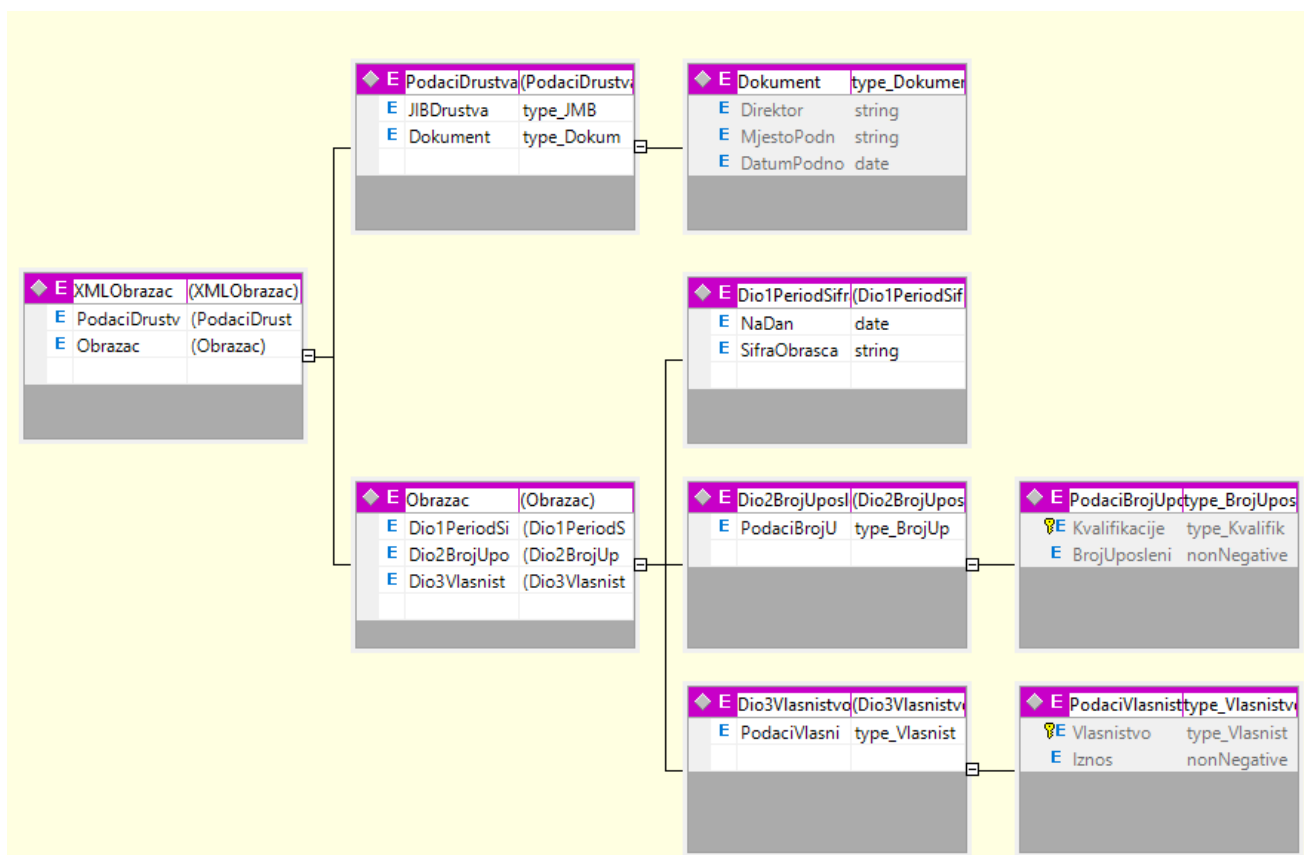 E PodaciDrustva (PodaciDrustva
E JIBDrustva type_JMB
E Dokument type_Dokum
E Dokument type_Dokumen
E Direktor string
E MjestoPodn string
E DatumPodno date
E XMLObrazac (XMLObrazac)
E PodaciDrustv (PodaciDrust
E Obrazac (Obrazac)
E Dio1PeriodSifr (Dio1PeriodSif
E NaDan date
E SifraObrasca string
E Obrazac (Obrazac)
E Dio1PeriodSi (Dio1PeriodS
E Dio2BrojUpo (Dio2BrojUp
E Dio3Vlasnist (Dio3Vlasnist
E Dio2BrojUposl (Dio2BrojUpos
E PodaciBrojU type_BrojUp
E PodaciBrojUpo type_BrojUpos
E Kvalifikacije type_Kvalifik
E BrojUposleni nonNegative
E Dio3Vlasnistvo (Dio3Vlasnistv
E PodaciVlasni type_Vlasnist
E PodaciVlasnist type_Vlasnistv
E Vlasnistvo type_Vlasnist
E Iznos nonNegative